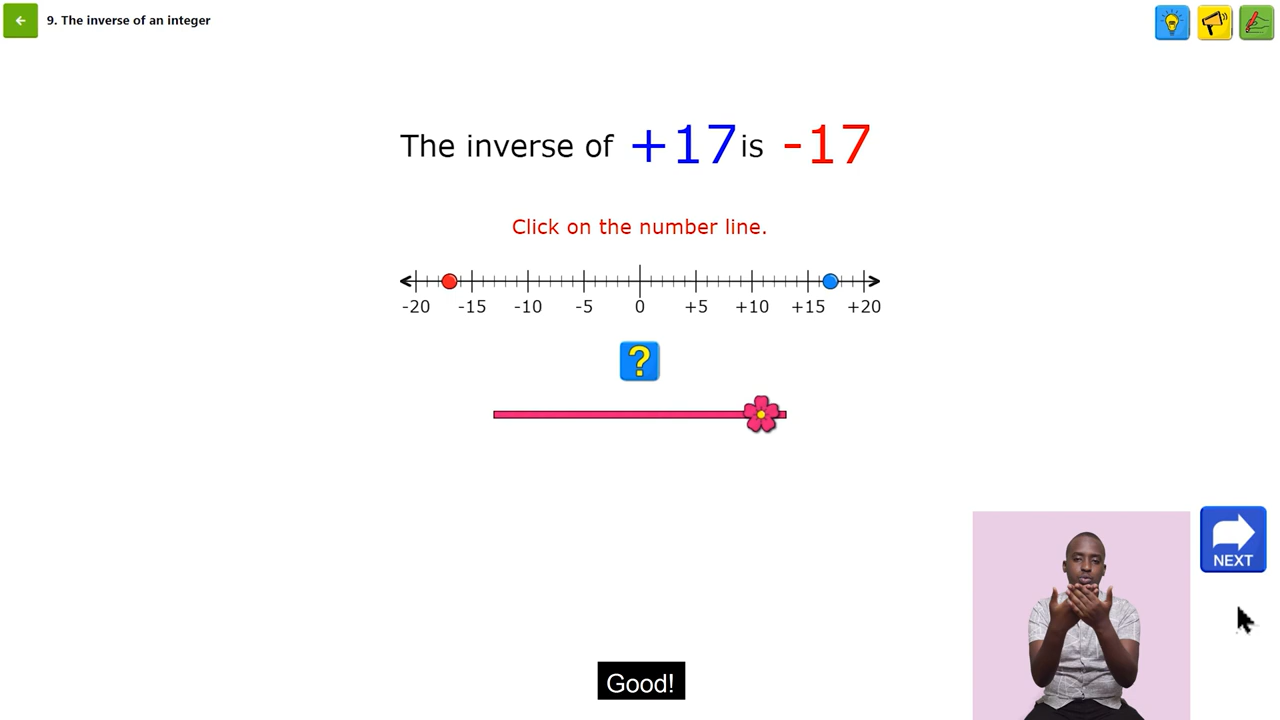 9. The inverse of an integer
The inverse of +17 is -17
Click on the number line.
-20 -15 -10 -5 0 +5 +10 +15 +20
?
NEXT
Good!